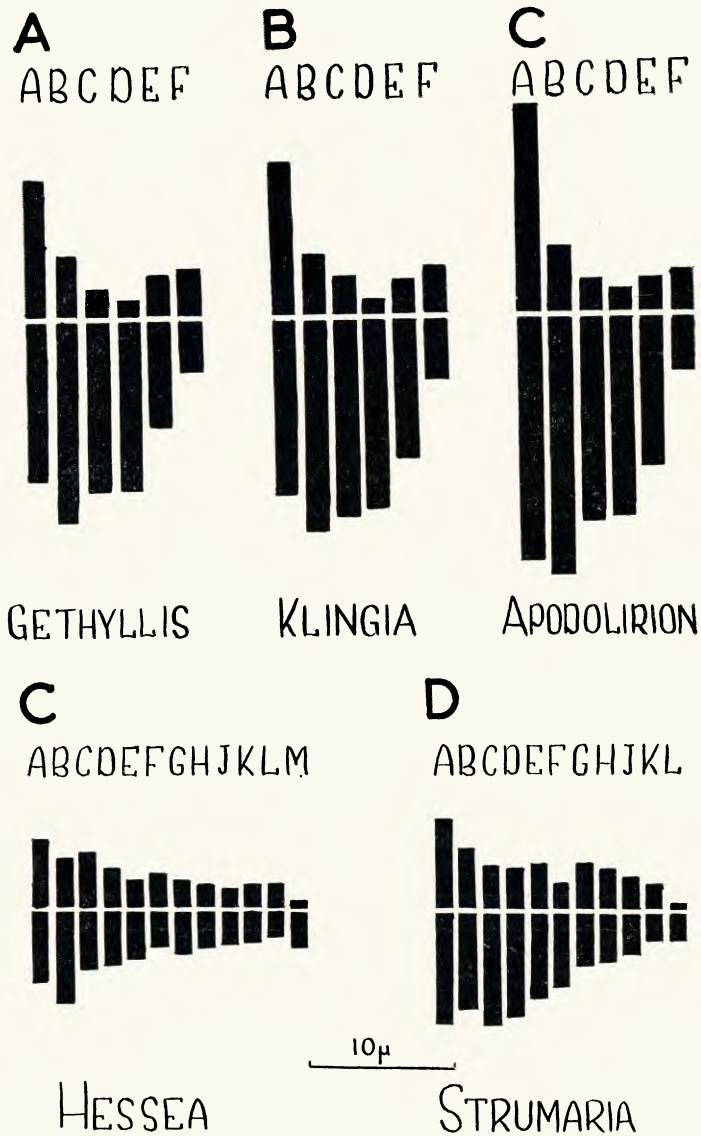 A B C
ABCDEF ABCDEF ABCDEF
GETHYLLIS KLINGIA APODOLIRION
C D
ABCDEFGHJKLM ABCDEFGHJKL
10μ
HESSEA STRUMARIA